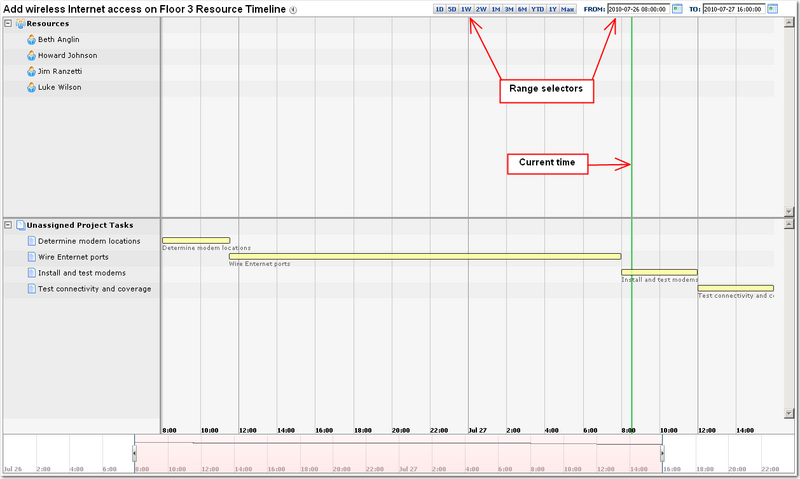 Add wireless Internet access on Floor 3 Resource Timeline
1D 5D 1W 2W 1M 3M 6M YTD 1Y Max FROM: 2010-07-26 08:00:00 TO: 2010-07-27 16:00:00
Resources
Beth Anglin
Howard Johnson
Jim Ranzetti
Luke Wilson
Range selectors
Current time
Unassigned Project Tasks
Determine modem locations
Determine modem locations
Wire Enternet ports
Wire Enternet ports
Install and test modems
Install and test modems
Test connectivity and coverage
Test connectivity and c
8:00 10:00 12:00 14:00 16:00 18:00 20:00 22:00 Jul 27 2:00 4:00 6:00 8:00 10:00 12:00 14:00
Jul 26 2:00 4:00 6:00 8:00 10:00 12:00 14:00 16:00 18:00 20:00 22:00 Jul 27 2:00 4:00 6:00 8:00 10:00 12:00 14:00 16:00 18:00 20:00 22:00